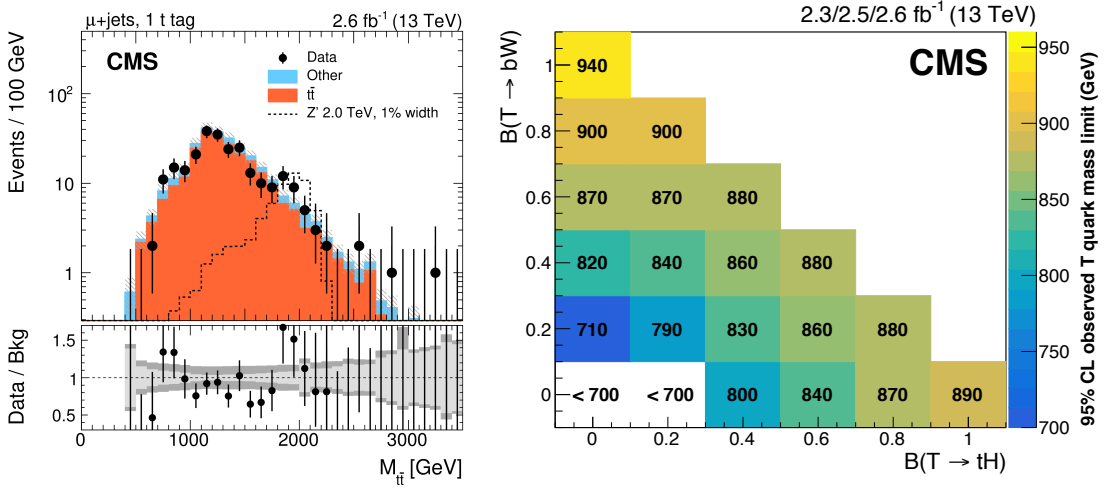 μ+jets, 1 t tag
2.6 fb⁻¹ (13 TeV)
CMS
Data
Other
tt̄
Z' 2.0 TeV, 1% width
Events / 100 GeV
10²
10
1
Data / Bkg
1.5
1
0.5
0 1000 2000 3000
M_tt̄ [GeV]
2.3/2.5/2.6 fb⁻¹ (13 TeV)
CMS
B(T → bW)
1 940
0.8 900 900
0.6 870 870 880
0.4 820 840 860 880
0.2 710 790 830 860 880
0 < 700 < 700 800 840 870 890
0 0.2 0.4 0.6 0.8 1
B(T → tH)
950
900
850
800
750
700
95% CL observed T quark mass limit (GeV)